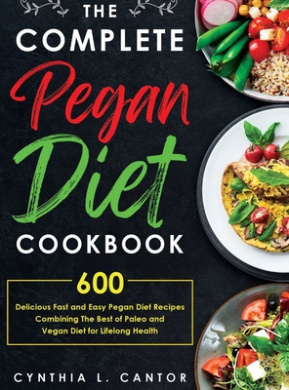 THE
COMPLETE
Pegan
Diet
COOKBOOK
600
Delicious Fast and Easy Pegan Diet Recipes
Combining The Best of Paleo and
Vegan Diet for Lifelong Health
CYNTHIA L. CANTOR